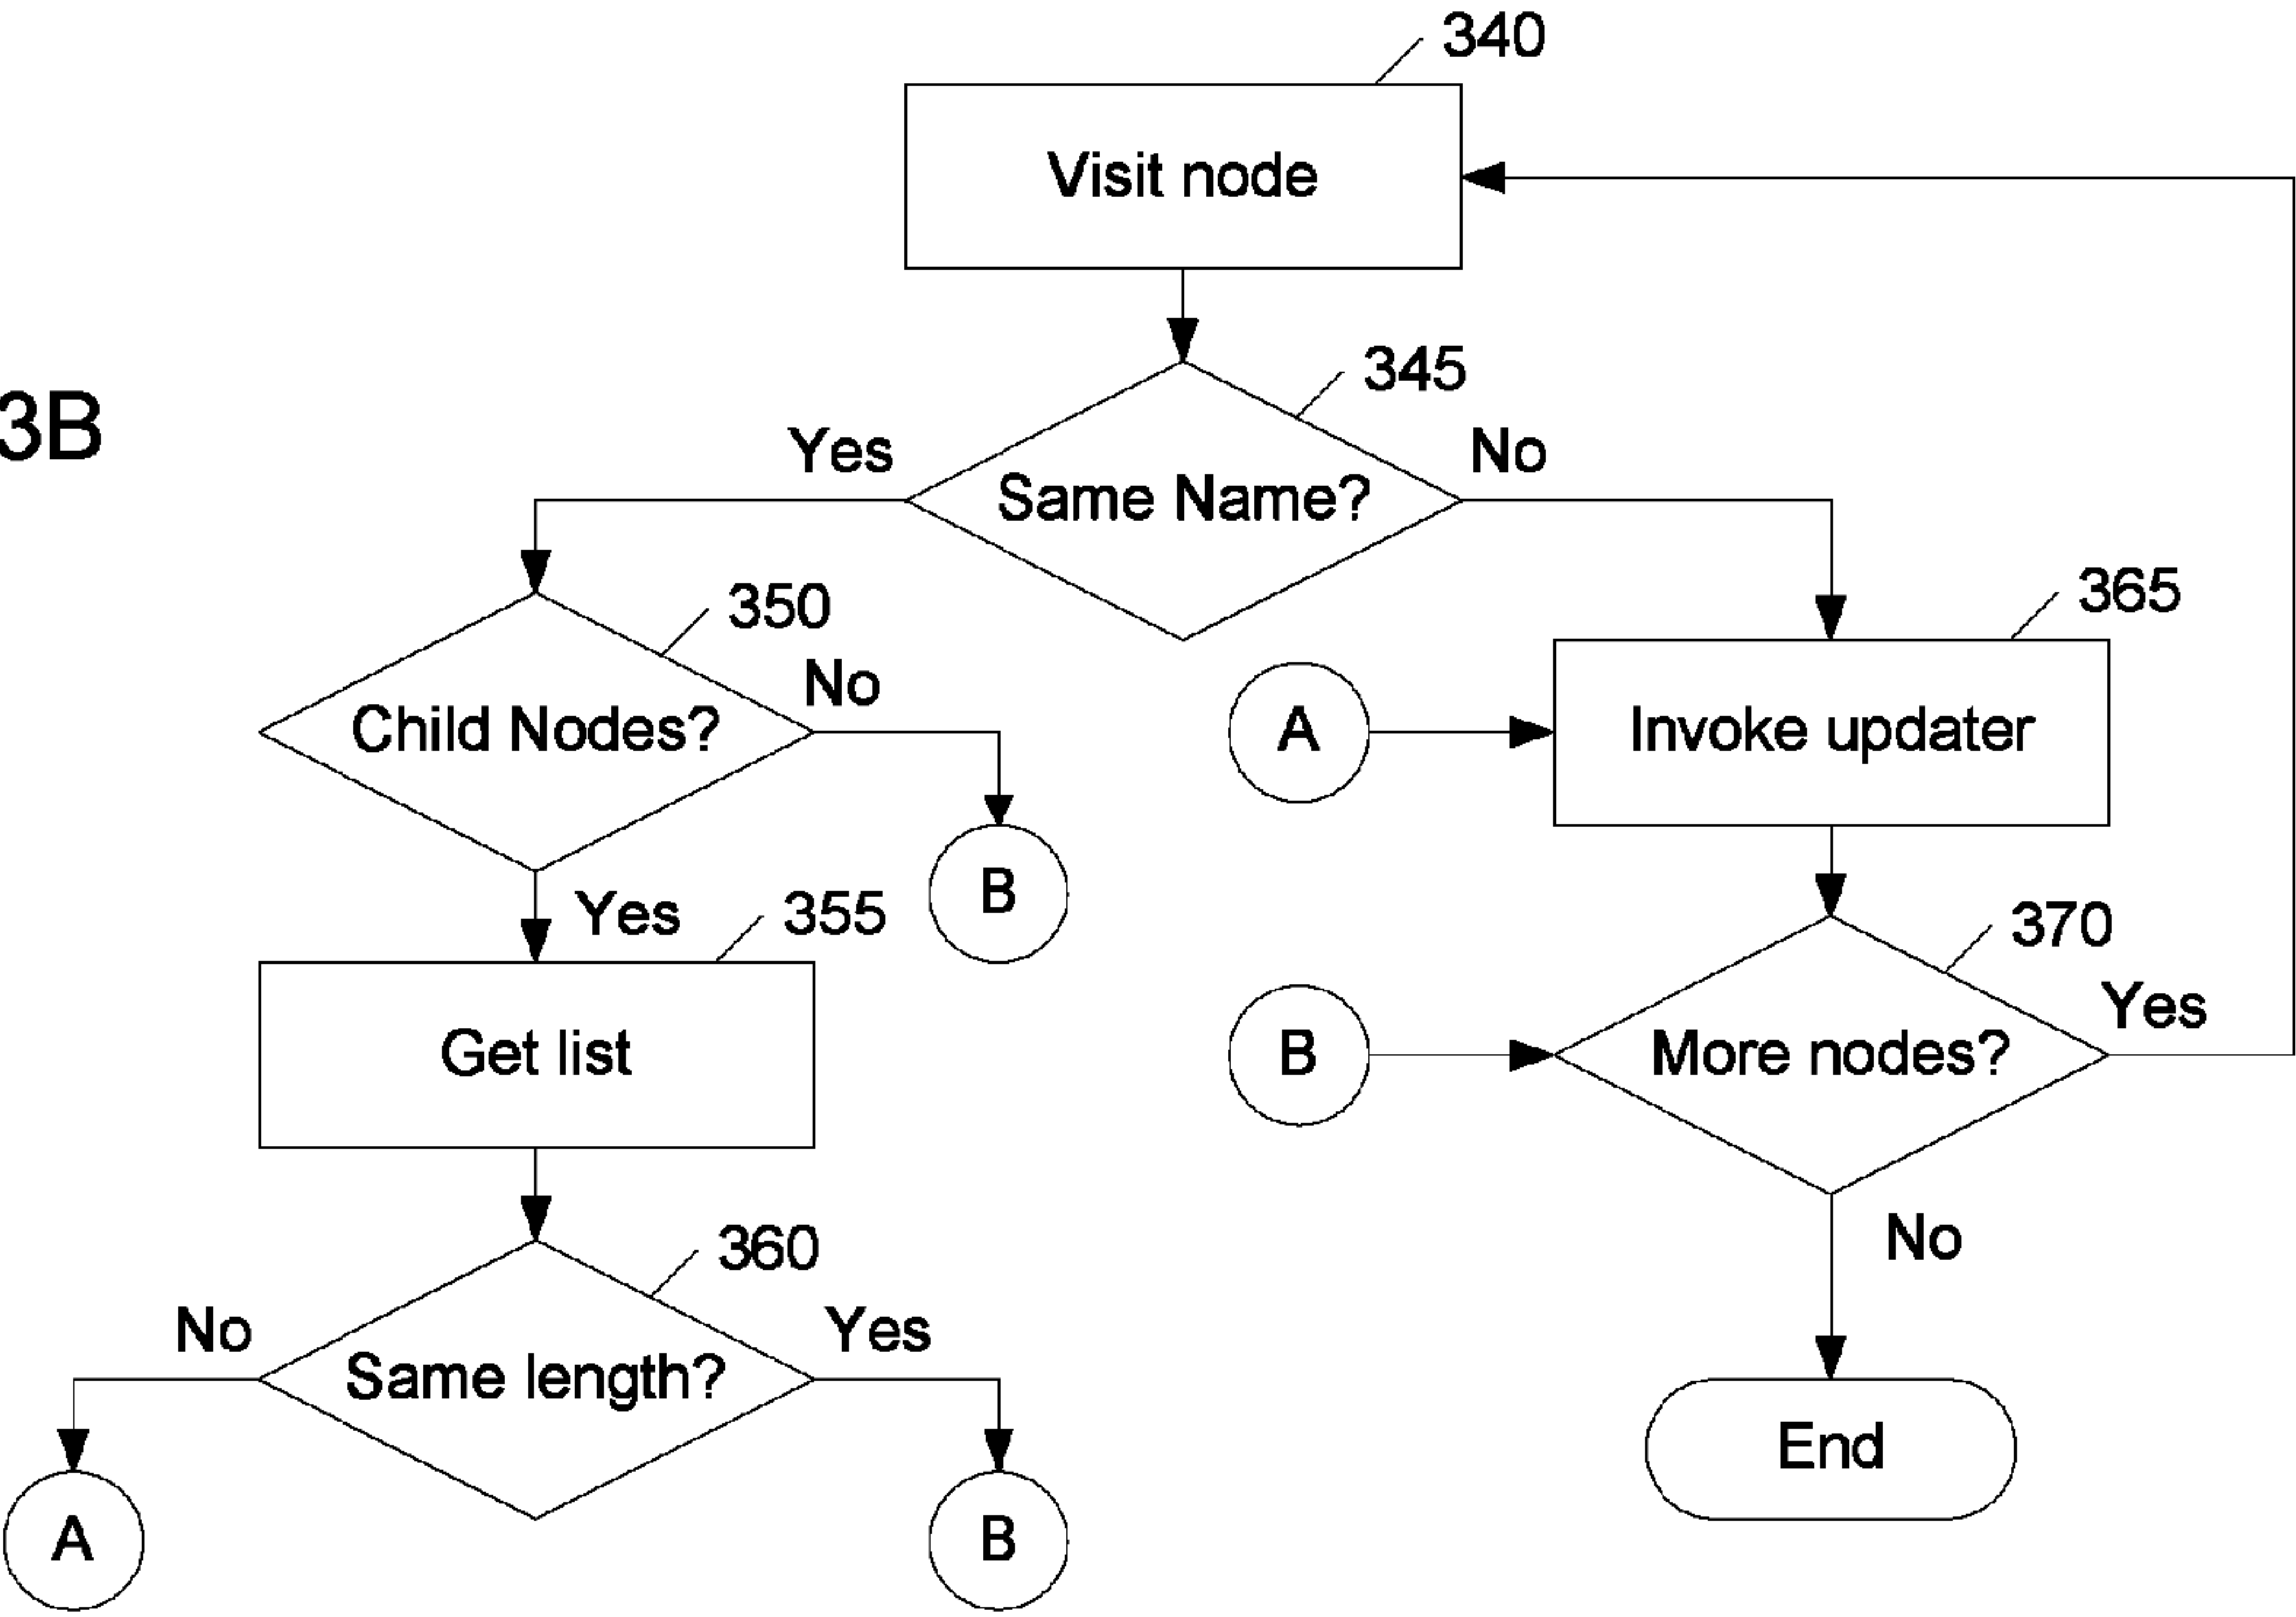 340
Visit node
345
3B
Yes
No
Same Name?
350
365
No
Child Nodes?
A
Invoke updater
B
Yes
355
370
Yes
Get list
B
More nodes?
360
No
No
Yes
Same length?
End
A
B